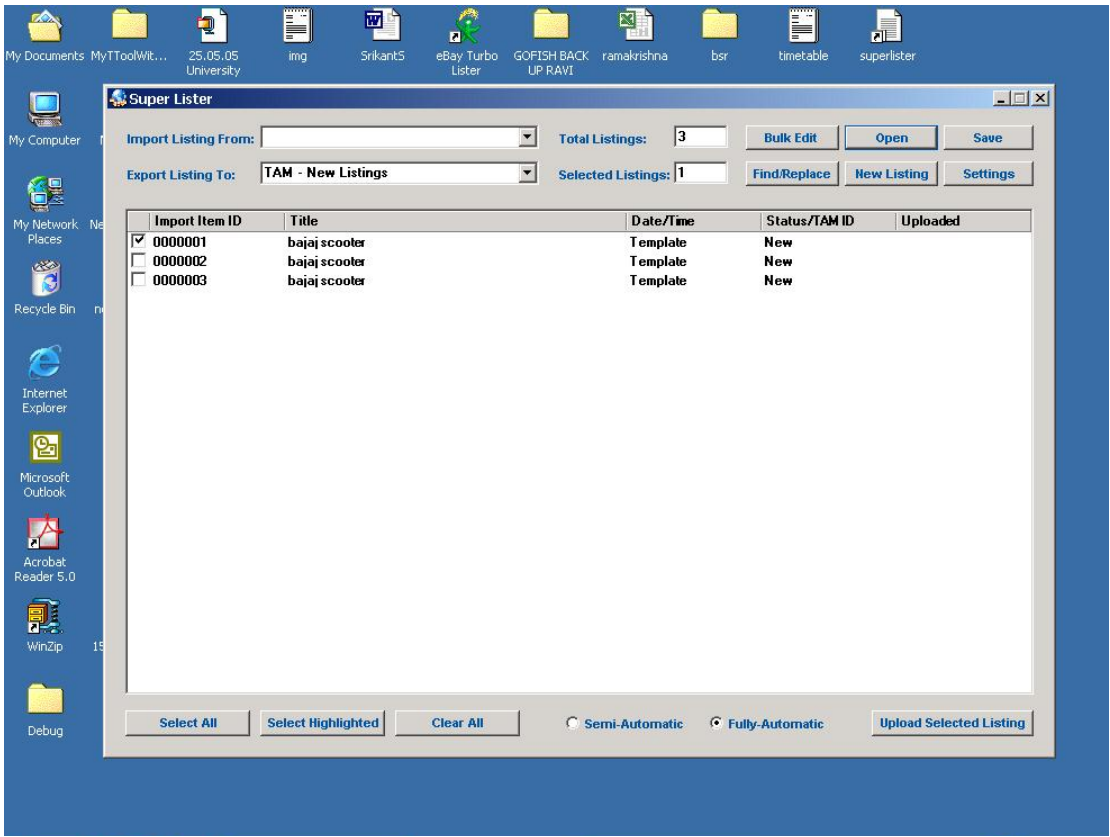 My Documents MyTToolWit... 25.05.05 img SrikantS eBay Turbo GOFISH BACK ramakrishna bsr timetable superlister
University Lister UP RAVI
Super Lister
My Computer
Import Listing From: Total Listings: 3 Bulk Edit Open Save
Export Listing To: TAM - New Listings Selected Listings: 1 Find/Replace New Listing Settings
My Network Ne
Places
Import Item ID Title Date/Time Status/TAM ID Uploaded
0000001 bajaj scooter Template New
0000002 bajaj scooter Template New
0000003 bajaj scooter Template New
Recycle Bin
Internet
Explorer
Microsoft
Outlook
Acrobat
Reader 5.0
WinZip 15
Debug
Select All Select Highlighted Clear All Semi-Automatic Fully-Automatic Upload Selected Listing